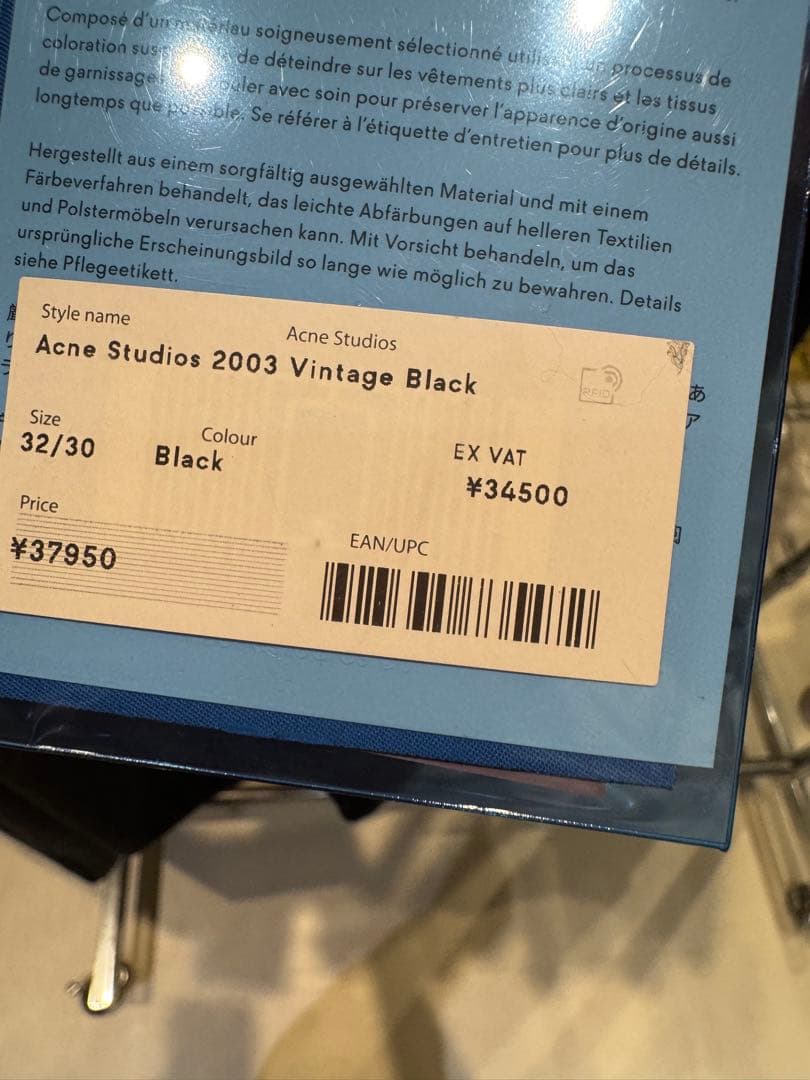 Composé d'un matériau soigneusement sélectionné processus de
coloration de déteindre sur les vêtements plus clairs et les tissus
de garnissage. avec soin pour préserver l'apparence d'origine aussi
longtemps que possible. Se référer à l'étiquette d'entretien pour plus de détails.
Hergestellt aus einem sorgfältig ausgewählten Material und mit einem
Färbeverfahren behandelt, das leichte Abfärbungen auf helleren Textilien
und Polstermöbeln verursachen kann. Mit Vorsicht behandeln, um das
ursprüngliche Erscheinungsbild so lange wie möglich zu bewahren. Details
siehe Pflegeetikett.
Style name
Acne Studios
Acne Studios 2003 Vintage Black
RFID
Size
Colour
32/30
Black
EX VAT
¥34500
Price
¥37950
EAN/UPC
あ
ア